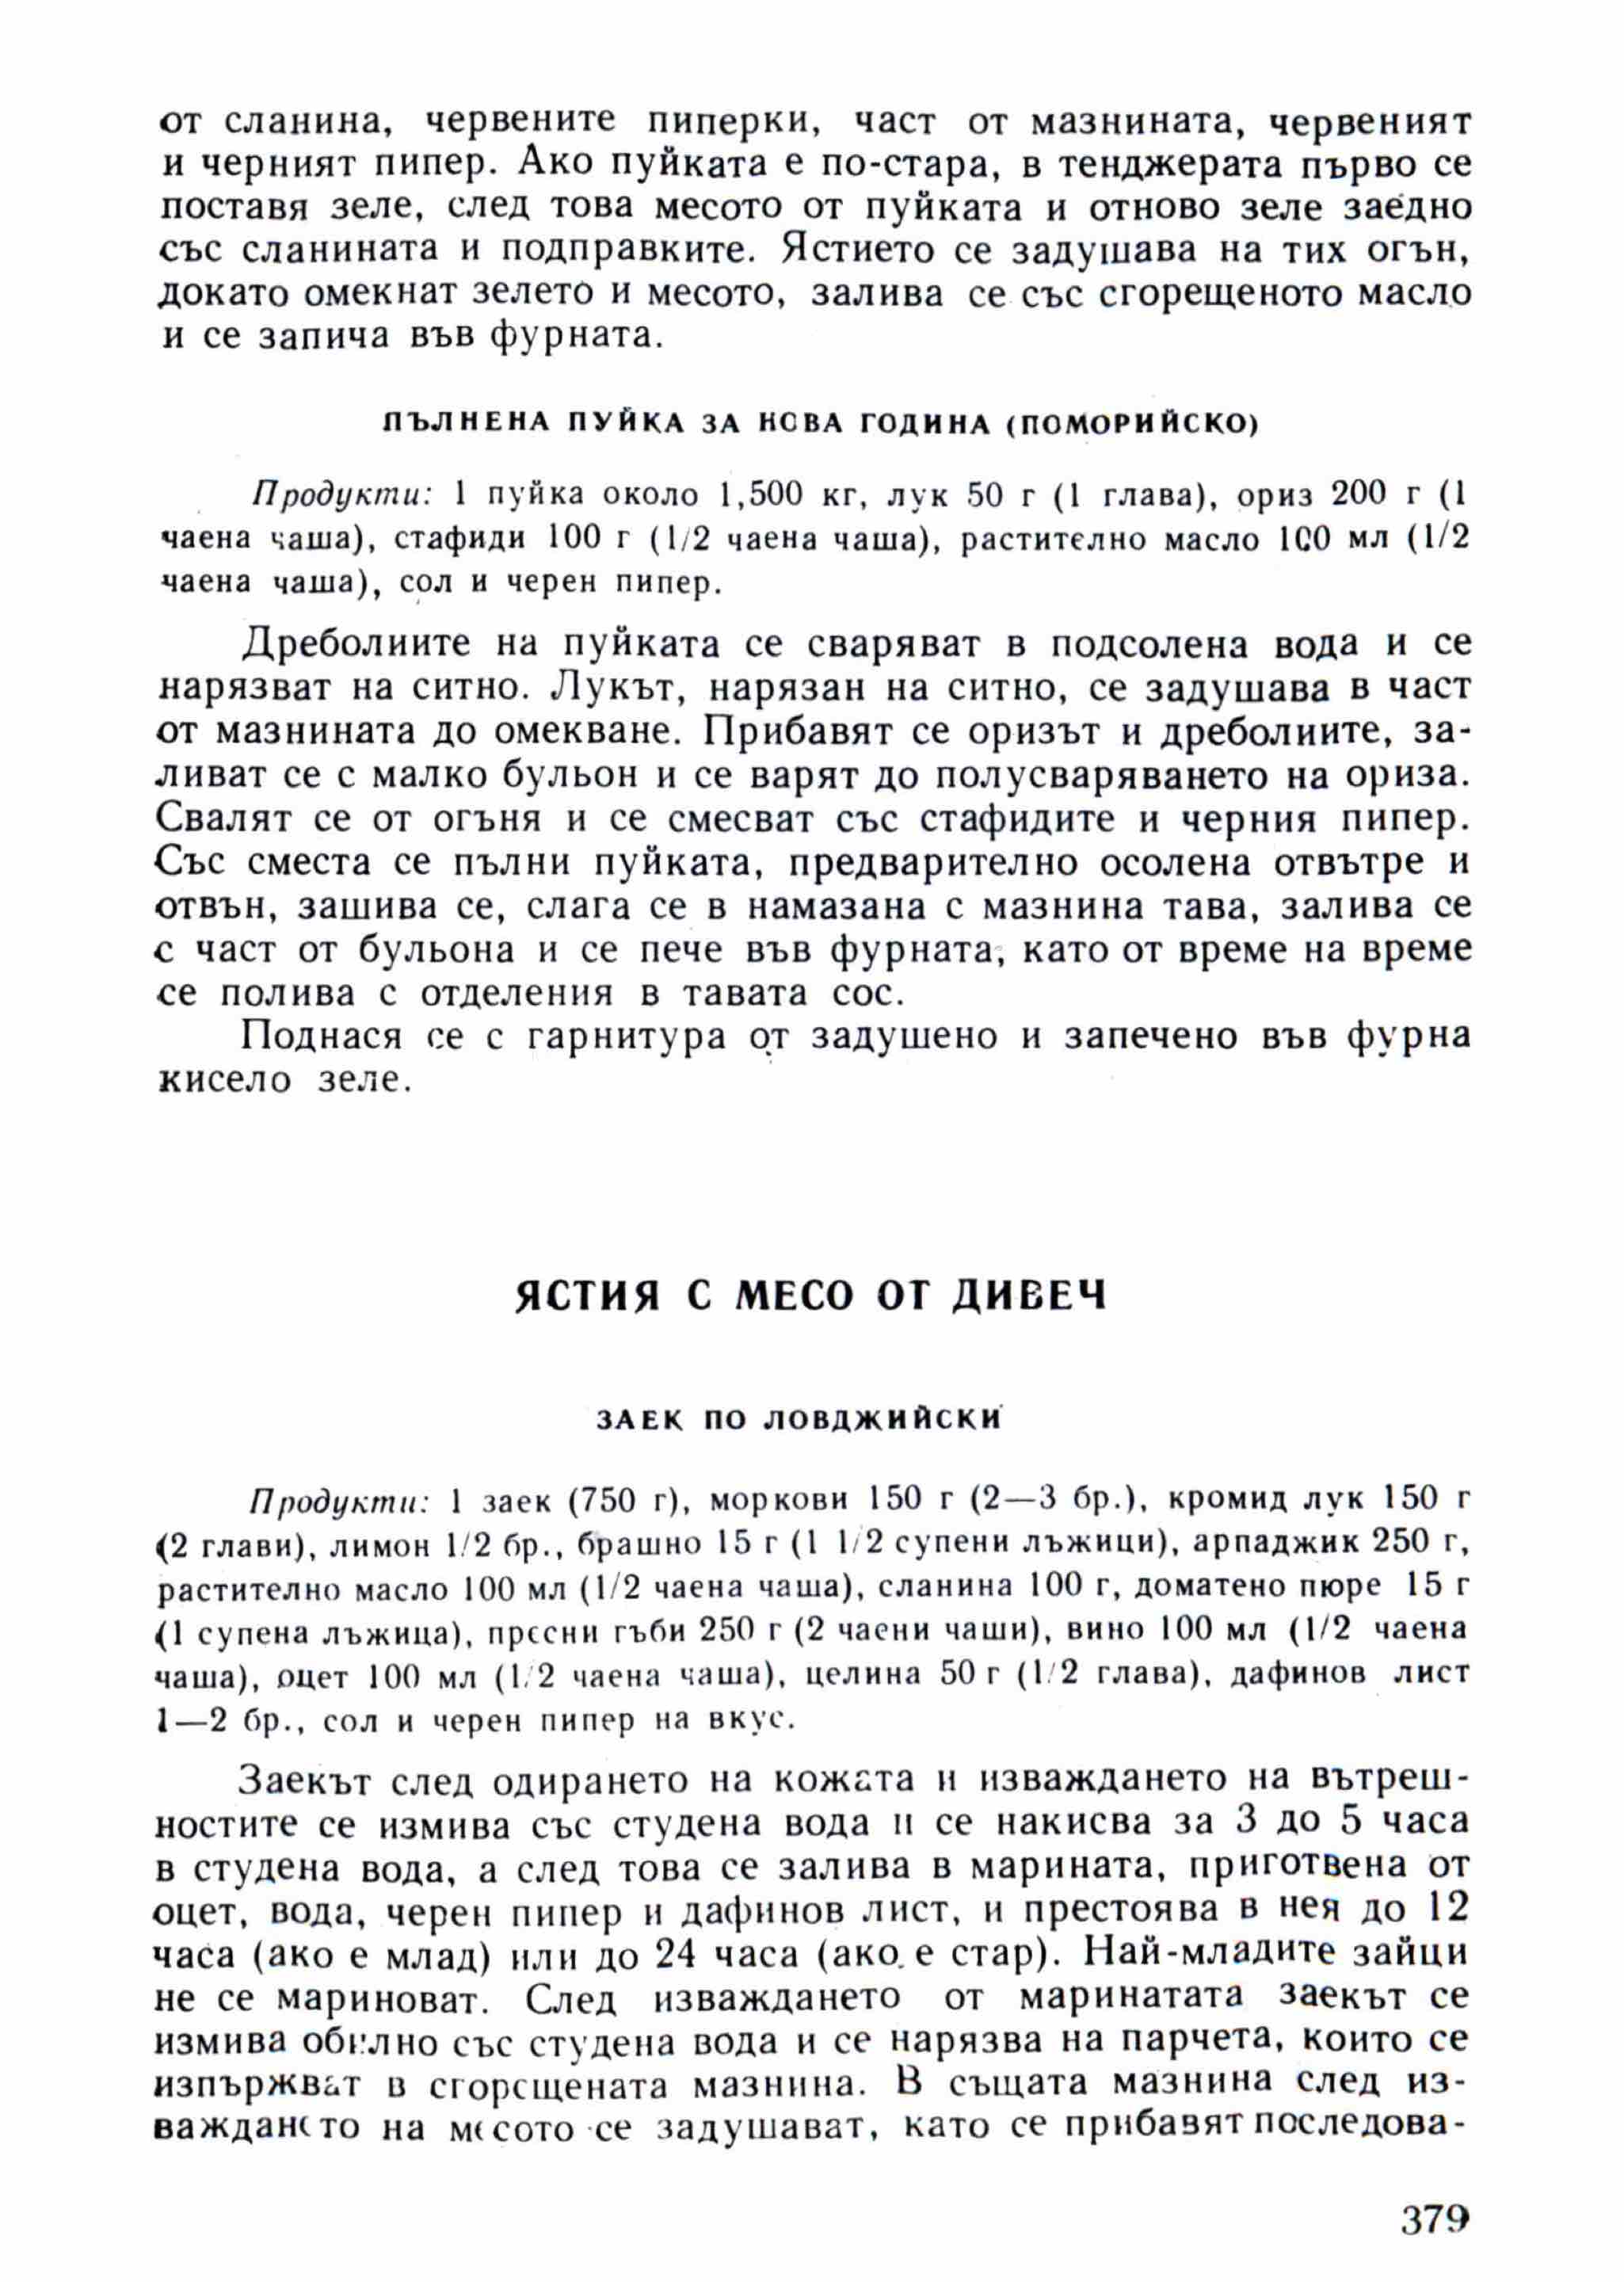 от сланина, червените пиперки, част от мазнината, червеният
и черният пипер. Ако пуйката е по-стара, в тенджерата първо се
поставя зеле, след това месото от пуйката и отново зеле заедно
със сланината и подправките. Ястието се задушава на тих огън,
докато омекнат зелето и месото, залива се със сгорещеното масло
и се запича във фурната.
ПЪЛНЕНА ПУЙКА ЗА НОВА ГОДИНА (ПОМОРИЙСКО)
Продукти: 1 пуйка около 1,500 кг, лук 50 г (1 глава), ориз 200 г (1
чаена чаша), стафиди 100 г (1/2 чаена чаша), растително масло 100 мл (1/2
чаена чаша), сол и черен пипер.
Дреболиите на пуйката се сваряват в подсолена вода и се
нарязват на ситно. Лукът, нарязан на ситно, се задушава в част
от мазнината до омекване. Прибавят се оризът и дреболиите, за-
ливат се с малко бульон и се варят до полусваряването на ориза.
Свалят се от огъня и се смесват със стафидите и черния пипер.
Със сместа се пълни пуйката, предварително осолена отвътре и
отвън, зашива се, слага се в намазана с мазнина тава, залива се
с част от бульона и се пече във фурната, като от време на време
се полива с отделения в тавата сос.
Поднася се с гарнитура от задушено и запечено във фурна
кисело зеле.
ЯСТИЯ С МЕСО ОТ ДИВЕЧ
ЗАЕК ПО ЛОВДЖИЙСКИ
Продукти: 1 заек (750 г), моркови 150 г (2—3 бр.), кромид лук 150 г
(2 глави), лимон 1/2 бр., брашно 15 г (1 1/2 супени лъжици), арпаджик 250 г,
растително масло 100 мл (1/2 чаена чаша), сланина 100 г, доматено пюре 15 г
(1 супена лъжица), пресни гъби 250 г (2 чаени чаши), вино 100 мл (1/2 чаена
чаша), оцет 100 мл (1/2 чаена чаша), целина 50 г (1/2 глава), дафинов лист
1—2 бр., сол и черен пипер на вкус.
Заекът след одирането на кожата и изваждането на вътреш-
ностите се измива със студена вода и се накисва за 3 до 5 часа
в студена вода, а след това се залива в марината, приготвена от
оцет, вода, черен пипер и дафинов лист, и престоява в нея до 12
часа (ако е млад) или до 24 часа (ако е стар). Най-младите зайци
не се мариноват. След изваждането от маринатата заекът се
измива обилно със студена вода и се нарязва на парчета, които се
изпържват в сгорещената мазнина. В същата мазнина след из-
важдането на месото се задушават, като се прибавят последова-
379